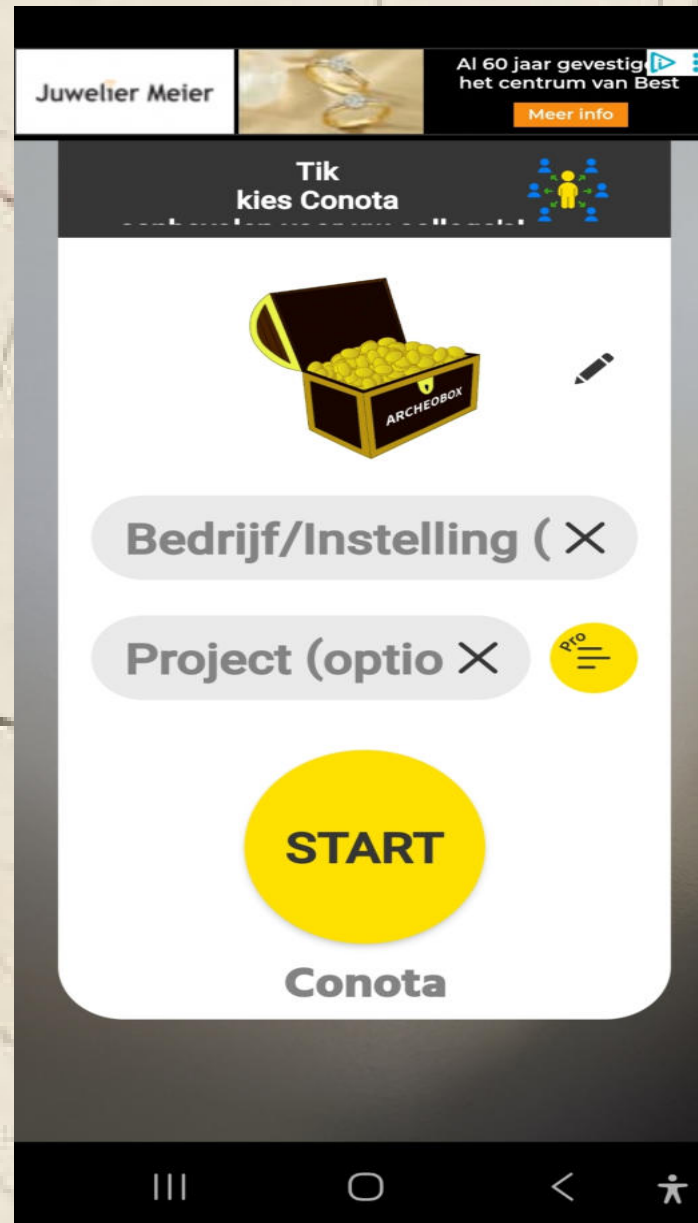 Juwelier Meier
Al 60 jaar gevestig
het centrum van Best
Meer info
Tik
kies Conota
ARCHEOBOX
Bedrijf/Instelling (
Project (optio
Pro
START
Conota